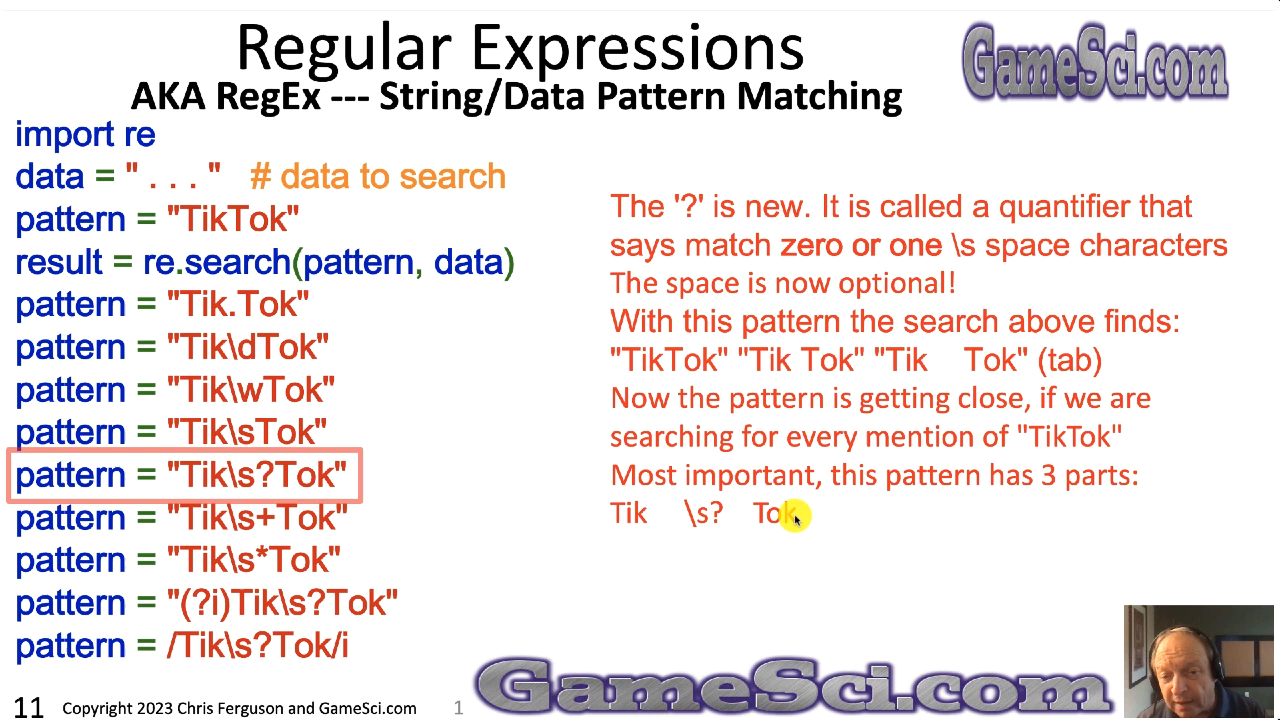 Regular Expressions
GameSci.com
AKA RegEx --- String/Data Pattern Matching
import re
data = " . . . " # data to search
pattern = "TikTok"
result = re.search(pattern, data)
pattern = "Tik.Tok"
pattern = "Tik\dTok"
pattern = "Tik\wTok"
pattern = "Tik\sTok"
pattern = "Tik\s?Tok"
pattern = "Tik\s+Tok"
pattern = "Tik\s*Tok"
pattern = "(?i)Tik\s?Tok"
pattern = /Tik\s?Tok/i
The '?' is new. It is called a quantifier that
says match zero or one \s space characters
The space is now optional!
With this pattern the search above finds:
"TikTok" "Tik Tok" "Tik    Tok" (tab)
Now the pattern is getting close, if we are
searching for every mention of "TikTok"
Most important, this pattern has 3 parts:
Tik    \s?    Tok
GameSci.com
11 Copyright 2023 Chris Ferguson and GameSci.com 1